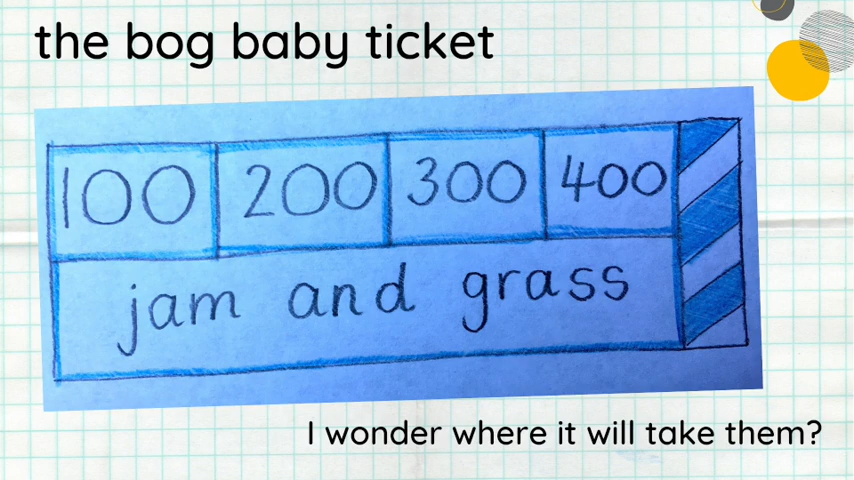 the bog baby ticket
100 200 300 400
jam and grass
I wonder where it will take them?